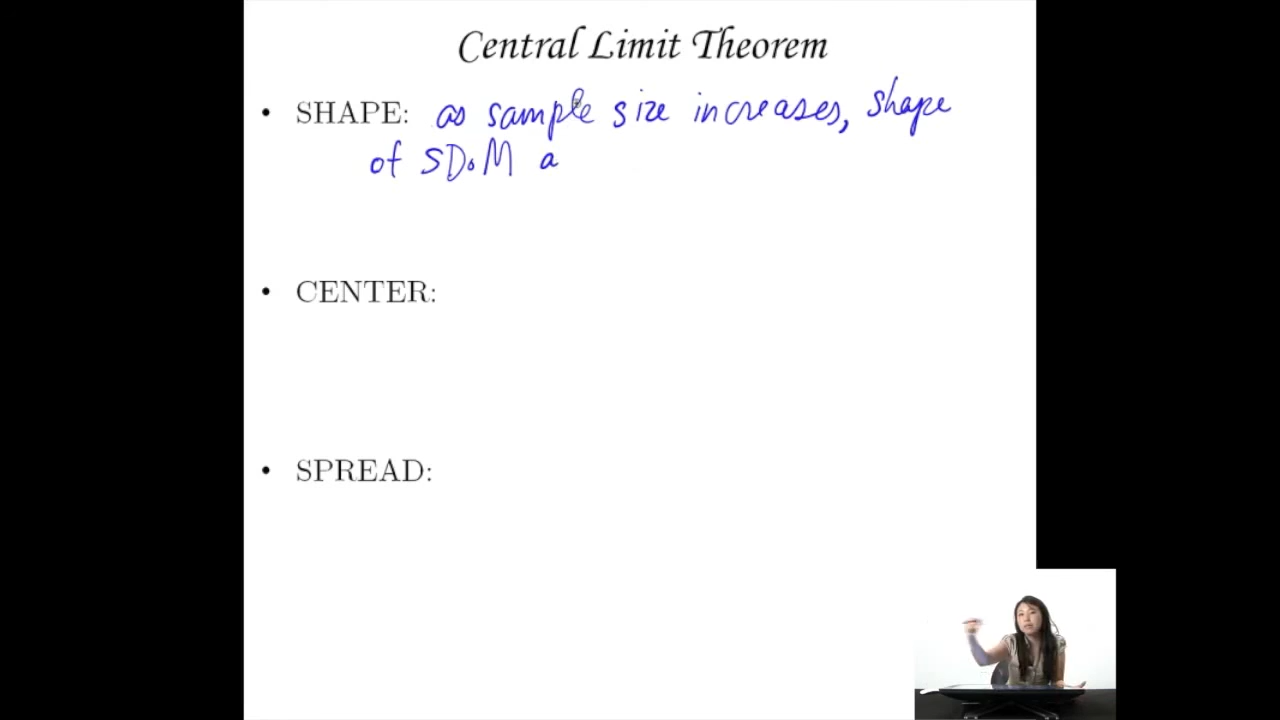 Central Limit Theorem
• SHAPE: as sample size increases, shape
of SDoM a
• CENTER:
• SPREAD: